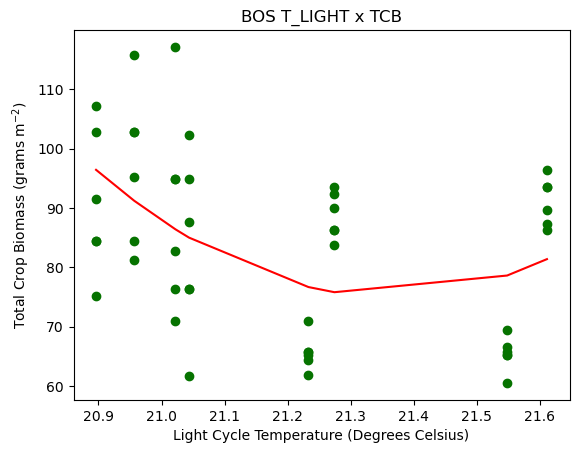 BOS T_LIGHT x TCB
Total Crop Biomass (grams m⁻²)
110
100
90
80
70
60
20.9 21.0 21.1 21.2 21.3 21.4 21.5 21.6
Light Cycle Temperature (Degrees Celsius)